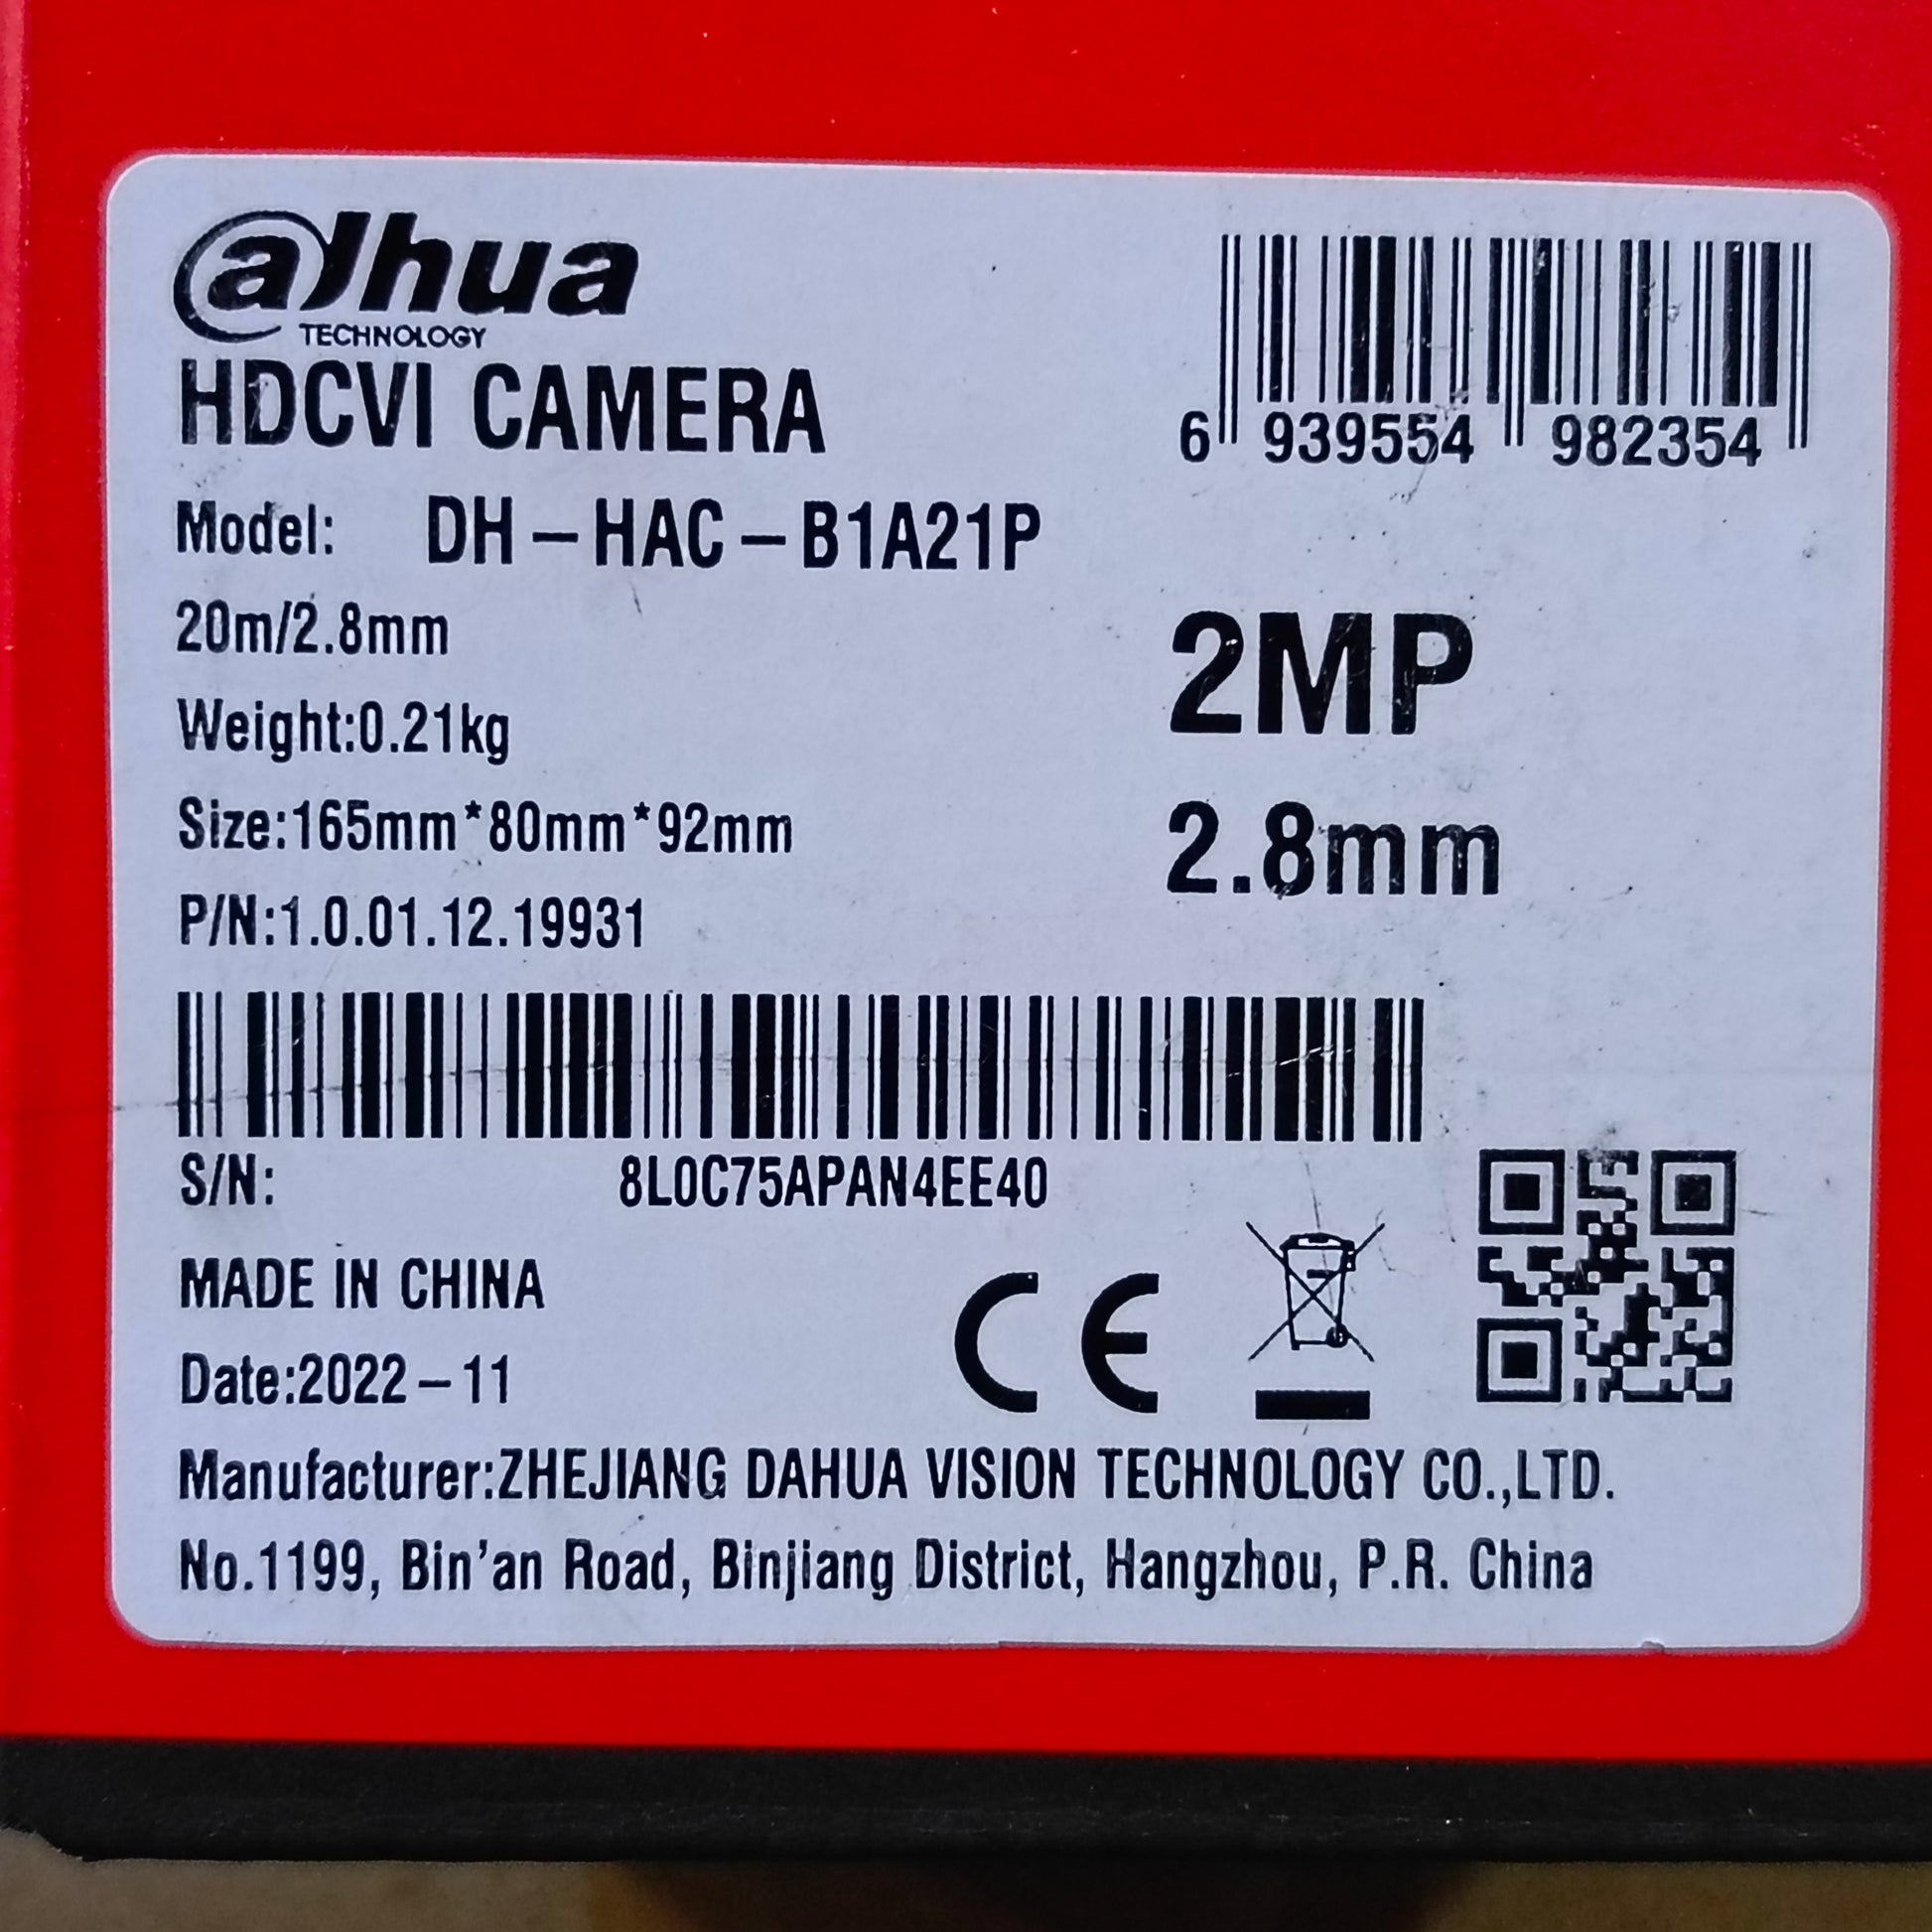 alhua
TECHNOLOGY
HDCVI CAMERA
6 939554 982354
Model: DH-HAC-B1A21P
20m/2.8mm
2MP
Weight:0.21kg
Size:165mm*80mm*92mm
2.8mm
P/N:1.0.01.12.19931
S/N: 8L0C75APAN4EE40
MADE IN CHINA
CE
Date:2022-11
Manufacturer:ZHEJIANG DAHUA VISION TECHNOLOGY CO.,LTD.
No.1199, Bin'an Road, Binjiang District, Hangzhou, P.R. China